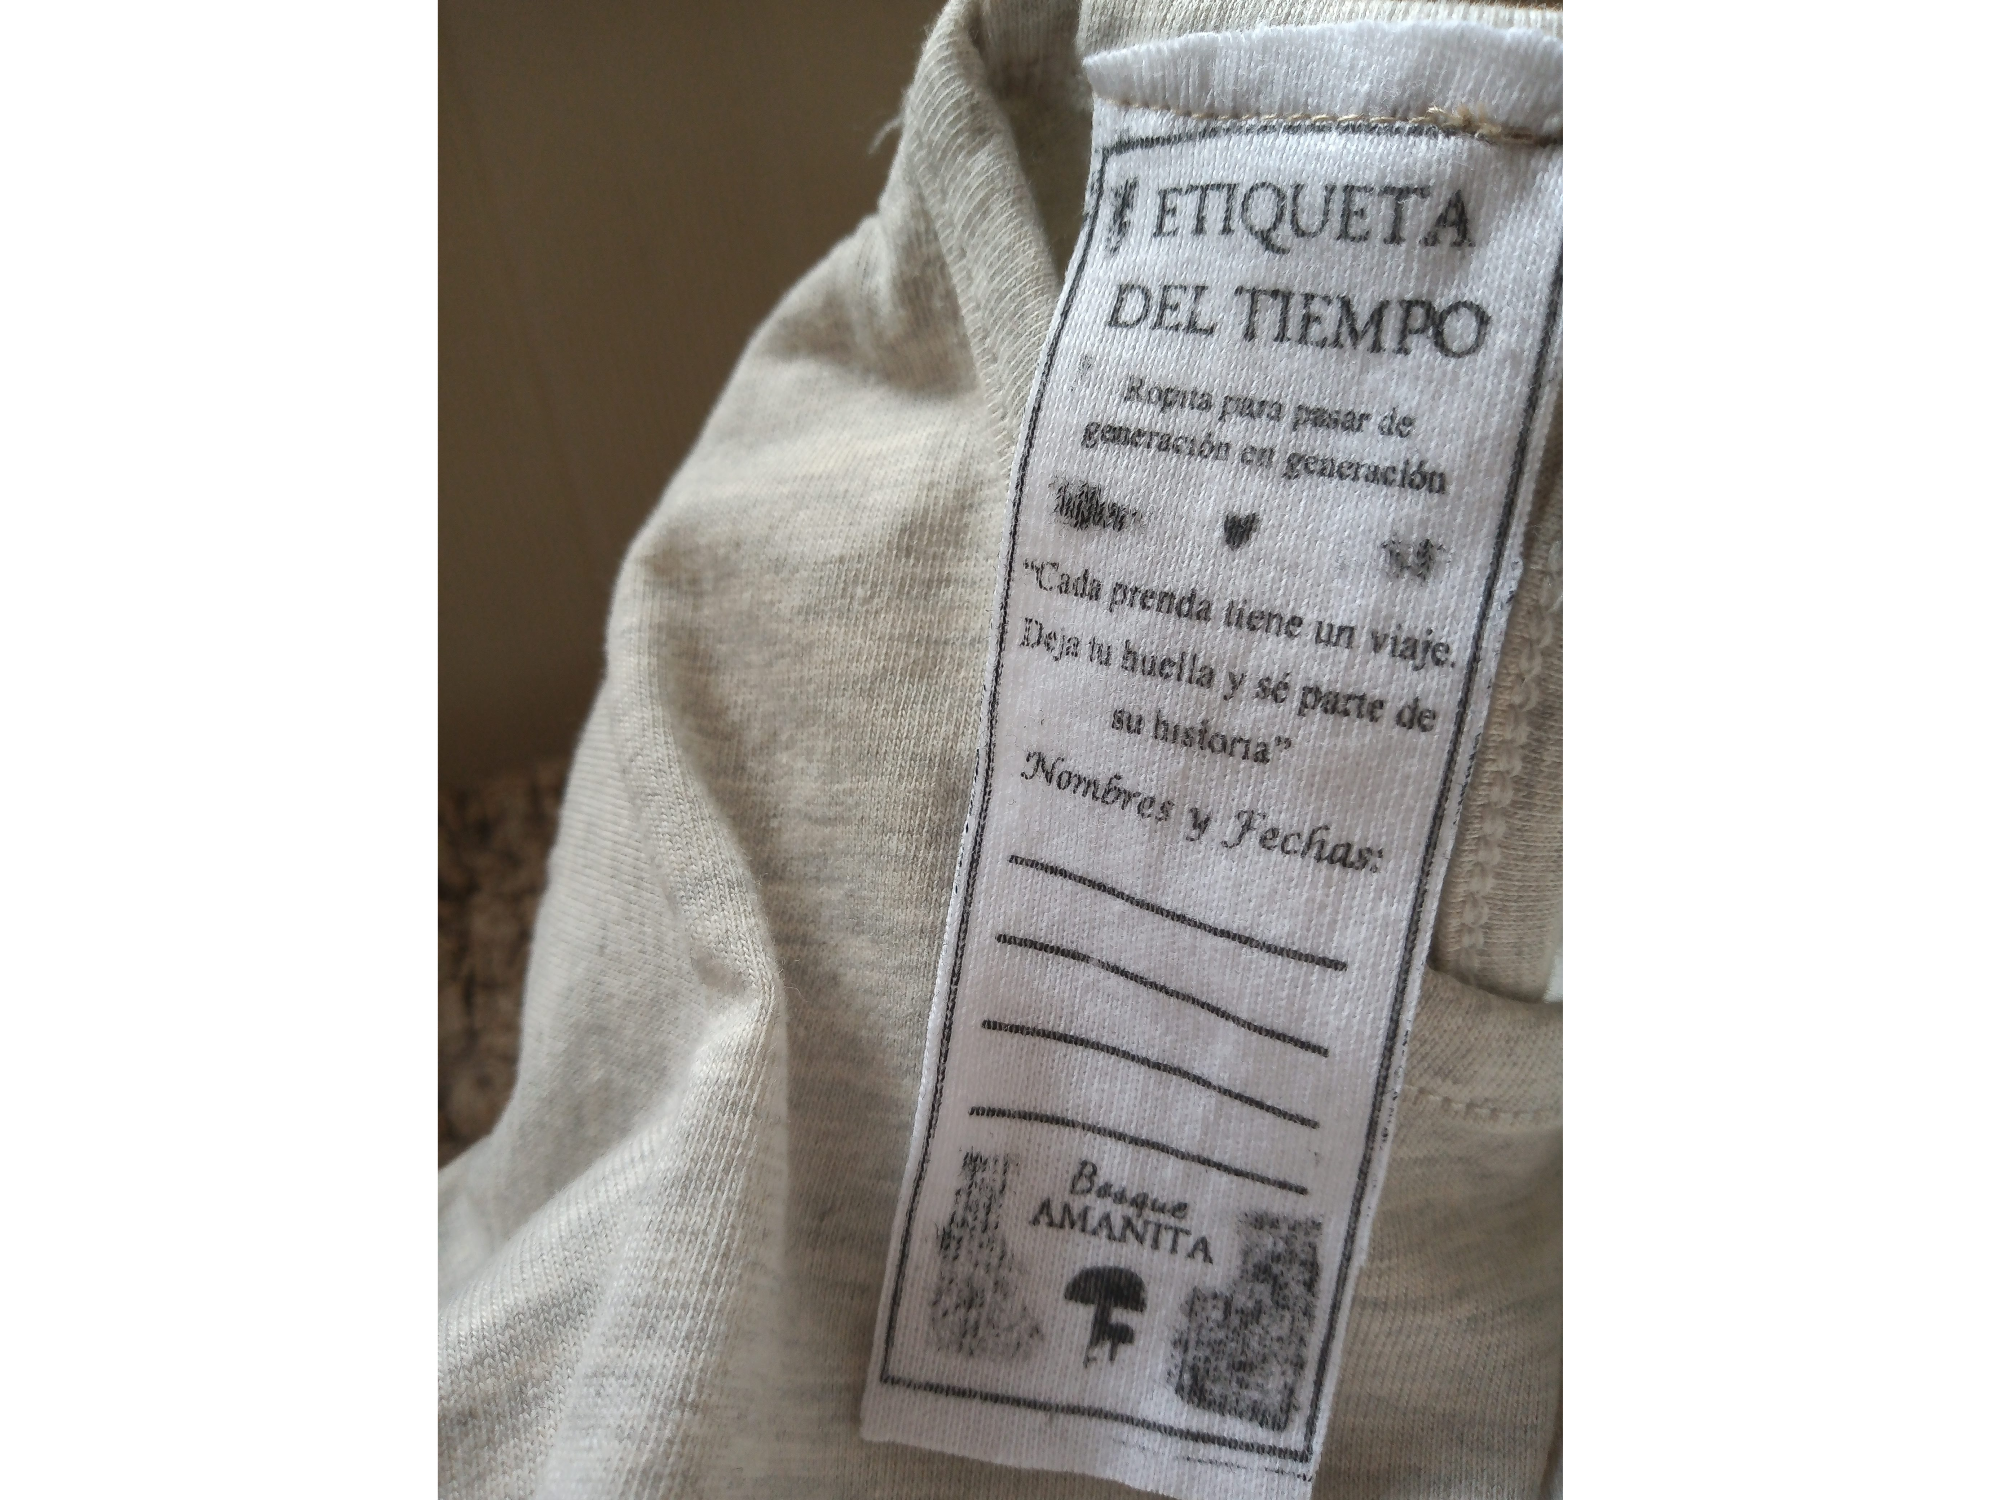 ETIQUETA
DEL TIEMPO
Ropita para pasar de
generación en generación
“Cada prenda tiene un viaje.
Deja tu huella y sé parte de
su historia”
Nombres y Fechas:
Bosque
AMANITA